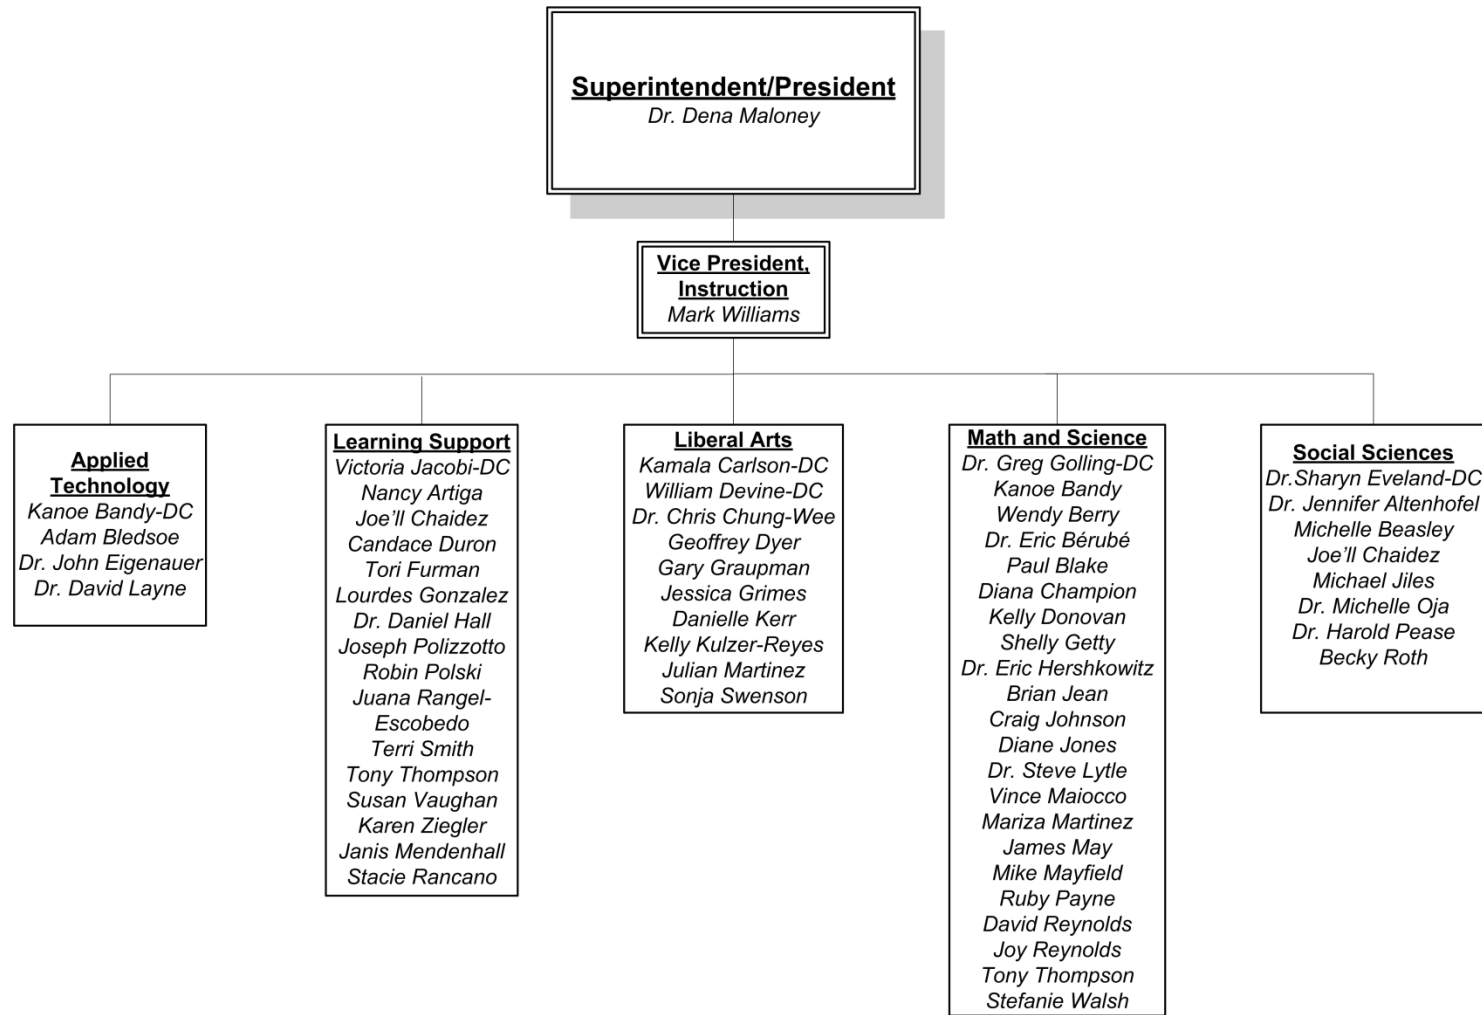 Superintendent/President
Dr. Dena Maloney
Vice President,
Instruction
Mark Williams
Applied
Technology
Kanoe Bandy-DC
Adam Bledsoe
Dr. John Eigenauer
Dr. David Layne
Learning Support
Victoria Jacobi-DC
Nancy Artiga
Joe’ll Chaidez
Candace Duron
Tori Furman
Lourdes Gonzalez
Dr. Daniel Hall
Joseph Polizzotto
Robin Polski
Juana Rangel-
Escobedo
Terri Smith
Tony Thompson
Susan Vaughan
Karen Ziegler
Janis Mendenhall
Stacie Rancano
Liberal Arts
Kamala Carlson-DC
William Devine-DC
Dr. Chris Chung-Wee
Geoffrey Dyer
Gary Graupman
Jessica Grimes
Danielle Kerr
Kelly Kulzer-Reyes
Julian Martinez
Sonja Swenson
Math and Science
Dr. Greg Golling-DC
Kanoe Bandy
Wendy Berry
Dr. Eric Bérubé
Paul Blake
Diana Champion
Kelly Donovan
Shelly Getty
Dr. Eric Hershkowitz
Brian Jean
Craig Johnson
Diane Jones
Dr. Steve Lytle
Vince Maiocco
Mariza Martinez
James May
Mike Mayfield
Ruby Payne
David Reynolds
Joy Reynolds
Tony Thompson
Stefanie Walsh
Social Sciences
Dr.Sharyn Eveland-DC
Dr. Jennifer Altenhofel
Michelle Beasley
Joe’ll Chaidez
Michael Jiles
Dr. Michelle Oja
Dr. Harold Pease
Becky Roth